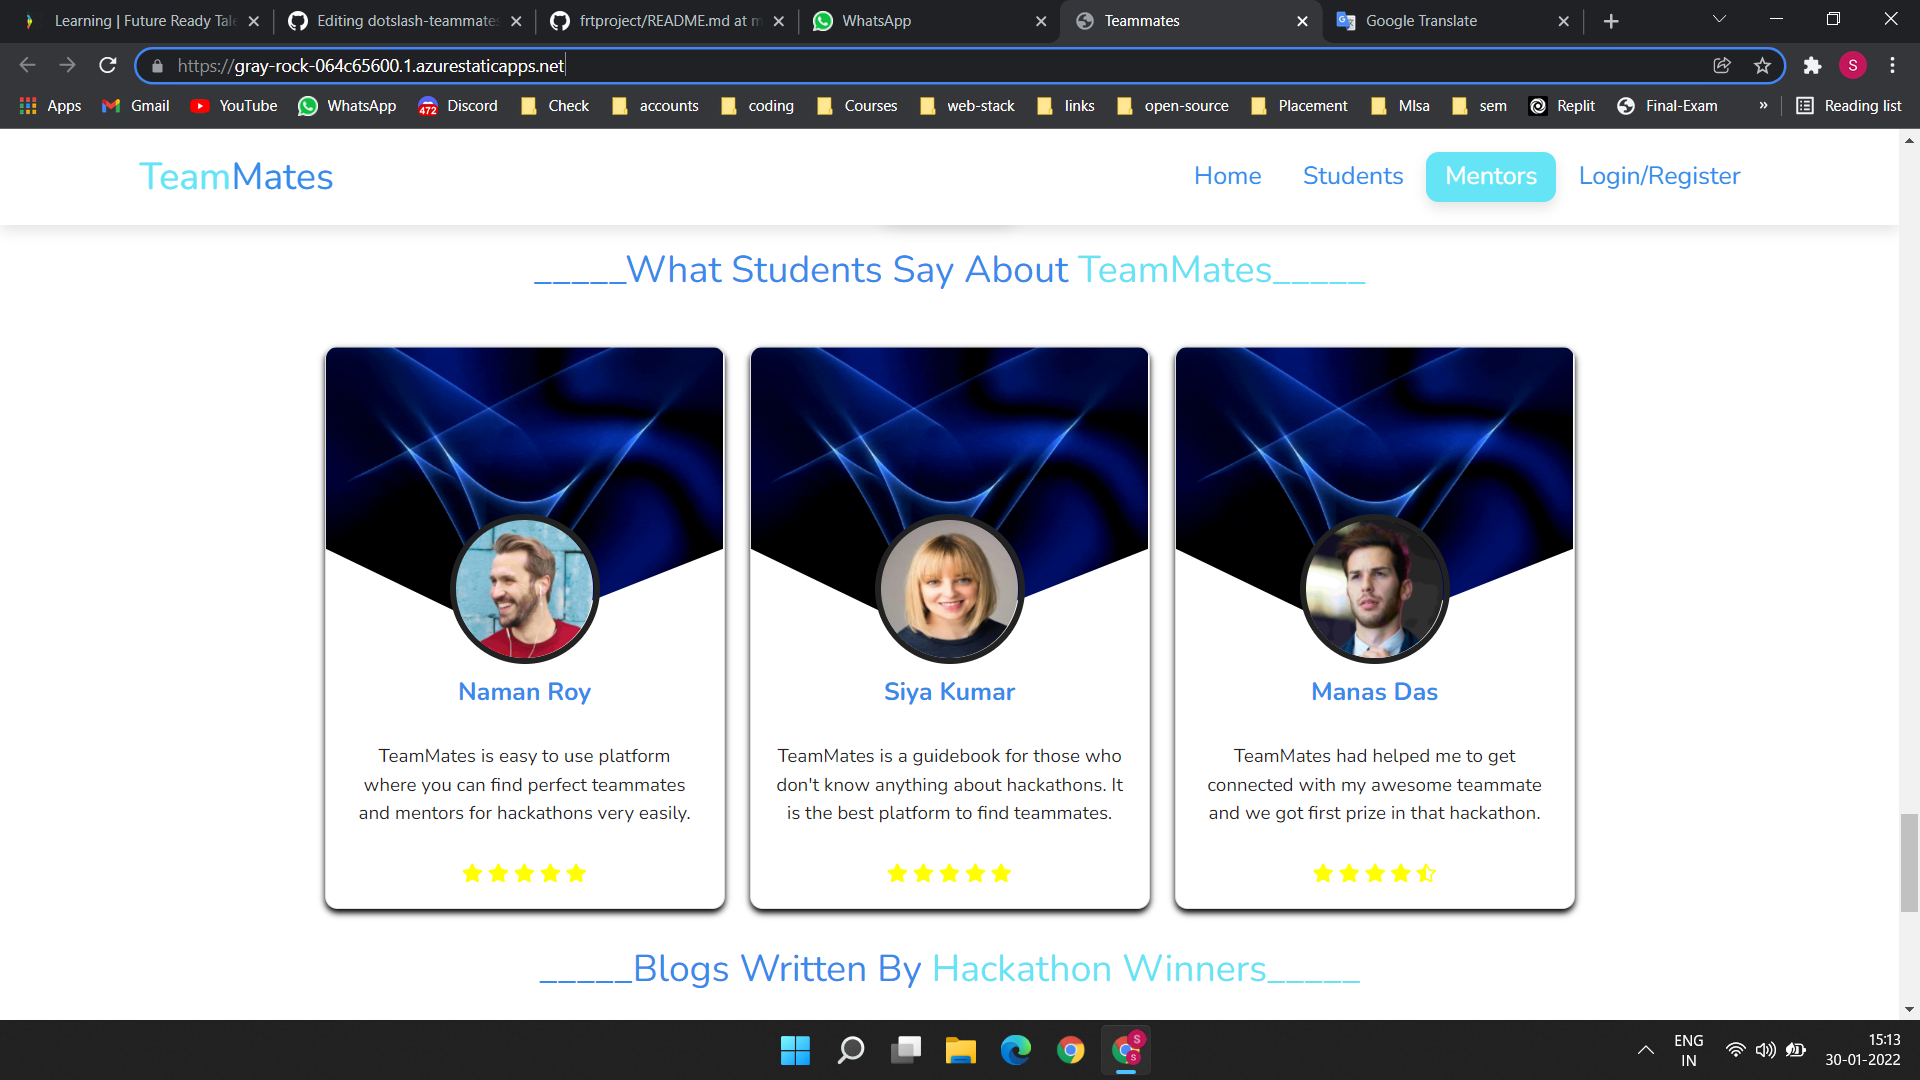 Learning | Future Ready Tal
Editing dotslash-teammates
frtproject/README.md at m
WhatsApp
Teammates
Google Translate
https://gray-rock-064c65600.1.azurestaticapps.net
S
Apps
Gmail
YouTube
WhatsApp
472
Discord
Check
accounts
coding
Courses
web-stack
links
open-source
Placement
Mlsa
sem
Replit
Final-Exam
»
Reading list
TeamMates
Home
Students
Mentors
Login/Register
_____What Students Say About TeamMates_____
Naman Roy
TeamMates is easy to use platform
where you can find perfect teammates
and mentors for hackathons very easily.
Siya Kumar
TeamMates is a guidebook for those who
don't know anything about hackathons. It
is the best platform to find teammates.
Manas Das
TeamMates had helped me to get
connected with my awesome teammate
and we got first prize in that hackathon.
_____Blogs Written By Hackathon Winners_____
S
S
ENG
IN
15:13
30-01-2022